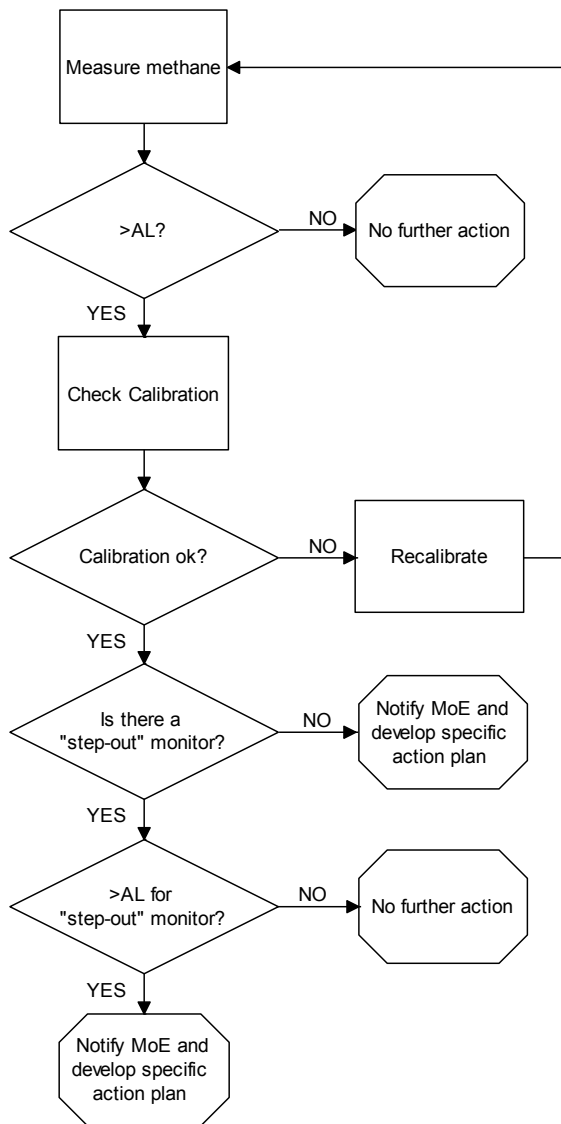 Measure methane
>AL?
NO
No further action
YES
Check Calibration
Calibration ok?
NO
Recalibrate
YES
Is there a
"step-out" monitor?
NO
Notify MoE and
develop specific
action plan
YES
>AL for
"step-out" monitor?
NO
No further action
YES
Notify MoE and
develop specific
action plan